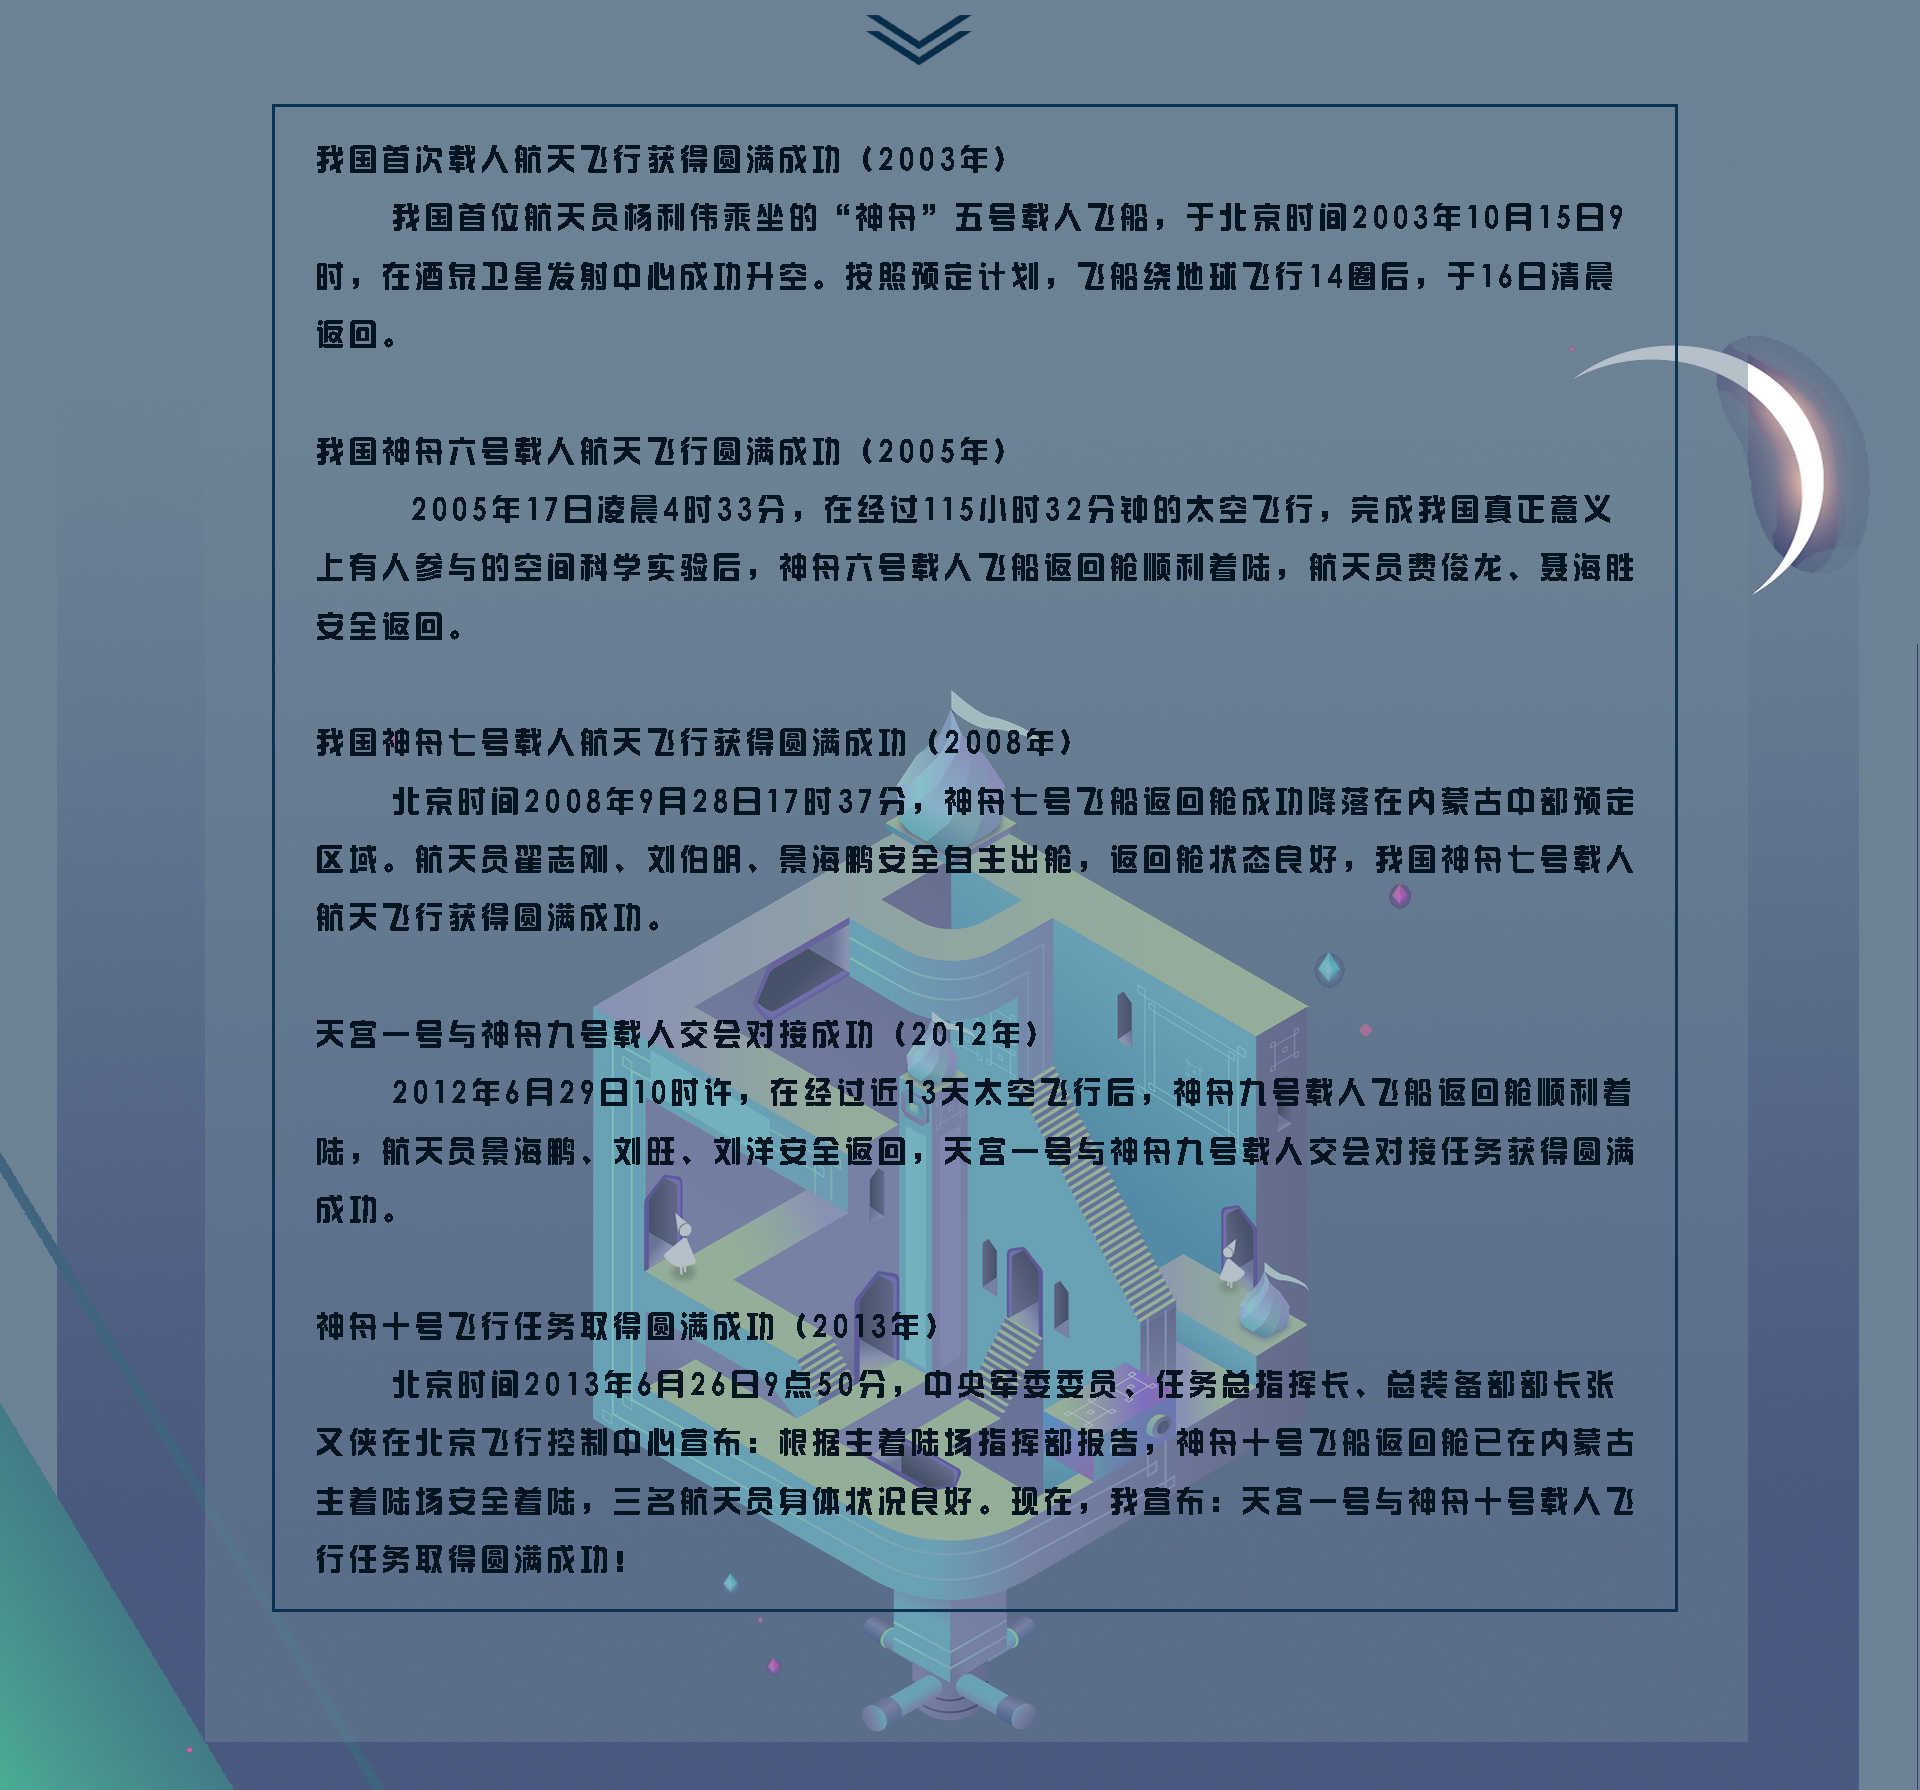 我国首次载人航天飞行获得圆满成功（2003年）
我国首位航天员杨利伟乘坐的“神舟”五号载人飞船，于北京时间2003年10月15日9
时，在酒泉卫星发射中心成功升空。按照预定计划，飞船绕地球飞行14圈后，于16日清晨
返回。
我国神舟六号载人航天飞行圆满成功（2005年）
2005年17日凌晨4时33分，在经过115小时32分钟的太空飞行，完成我国真正意义
上有人参与的空间科学实验后，神舟六号载人飞船返回舱顺利着陆，航天员费俊龙、聂海胜
安全返回。
我国神舟七号载人航天飞行获得圆满成功（2008年）
北京时间2008年9月28日17时37分，神舟七号飞船返回舱成功降落在内蒙古中部预定
区域。航天员翟志刚、刘伯明、景海鹏安全自主出舱，返回舱状态良好，我国神舟七号载人
航天飞行获得圆满成功。
天宫一号与神舟九号载人交会对接成功（2012年）
2012年6月29日10时许，在经过近13天太空飞行后，神舟九号载人飞船返回舱顺利着
陆，航天员景海鹏、刘旺、刘洋安全返回，天宫一号与神舟九号载人交会对接任务获得圆满
成功。
神舟十号飞行任务取得圆满成功（2013年）
北京时间2013年6月26日9点50分，中央军委委员、任务总指挥长、总装备部部长张
又侠在北京飞行控制中心宣布：根据主着陆场指挥部报告，神舟十号飞船返回舱已在内蒙古
主着陆场安全着陆，三名航天员身体状况良好。现在，我宣布：天宫一号与神舟十号载人飞
行任务取得圆满成功！